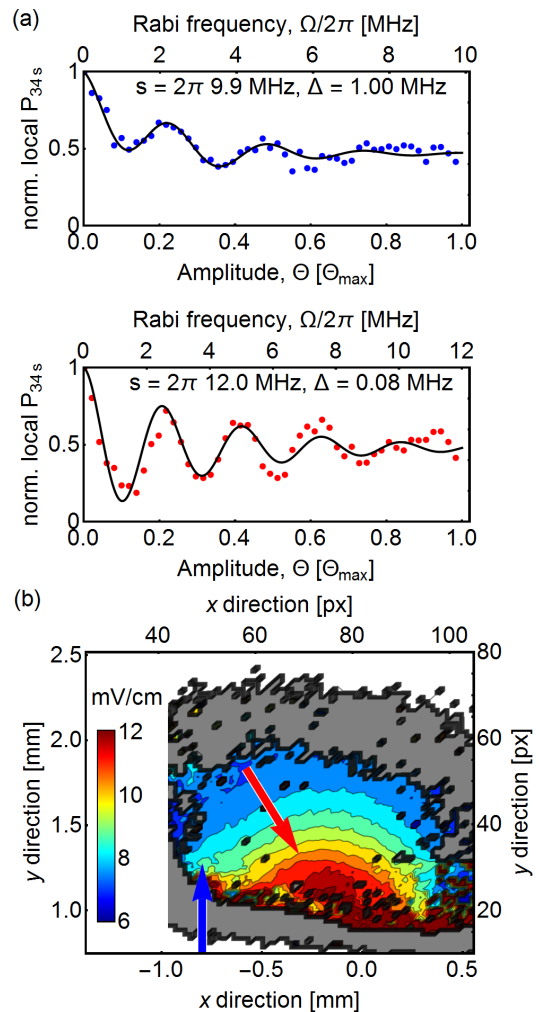 (a)
Rabi frequency, Ω/2π [MHz]
0 2 4 6 8 10
s = 2π 9.9 MHz, Δ = 1.00 MHz
norm. local P34 s
1
0.5
0
0.0 0.2 0.4 0.6 0.8 1.0
Amplitude, Θ [Θmax]
Rabi frequency, Ω/2π [MHz]
0 2 4 6 8 10 12
s = 2π 12.0 MHz, Δ = 0.08 MHz
norm. local P34 s
1
0.5
0
0.0 0.2 0.4 0.6 0.8 1.0
Amplitude, Θ [Θmax]
(b)
x direction [px]
40 60 80 100
2.5
2.0
1.5
1.0
y direction [mm]
mV/cm
12
10
8
6
80
60
40
20
y direction [px]
−1.0 −0.5 0.0 0.5
x direction [mm]